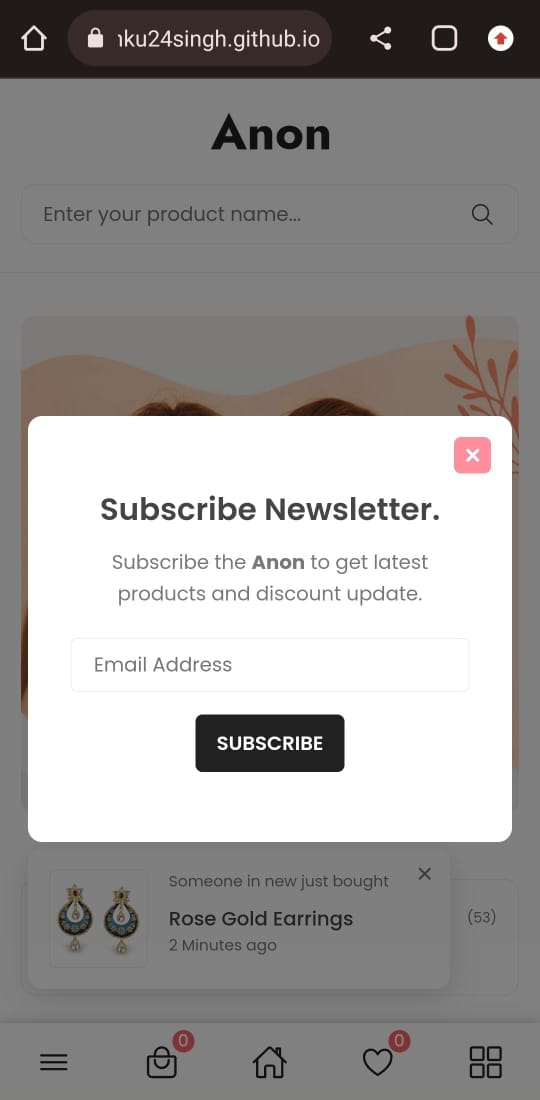 nku24singh.github.io
Anon
Enter your product name...
Subscribe Newsletter.
Subscribe the Anon to get latest
products and discount update.
Email Address
SUBSCRIBE
Someone in new just bought
Rose Gold Earrings
2 Minutes ago
(53)
0
0